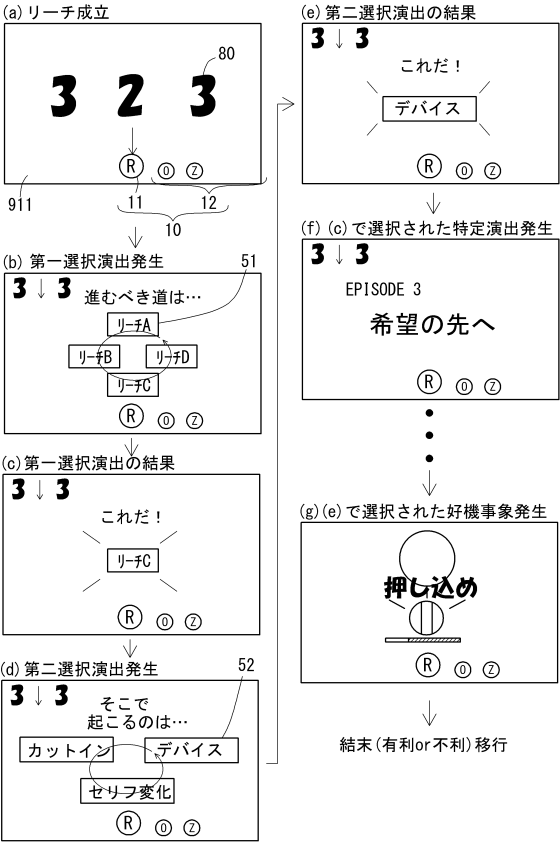 (a) リーチ成立
3 2 3
80
R 0 Z
911
11
12
10
(b) 第一選択演出発生
51
3 ↓ 3
進むべき道は…
リーチA
リーチB リーチD
リーチC
R 0 Z
(c) 第一選択演出の結果
3 ↓ 3
これだ！
リーチC
R 0 Z
(d) 第二選択演出発生
52
3 ↓ 3
そこで
起こるのは…
カットイン デバイス
セリフ変化
R 0 Z
(e) 第二選択演出の結果
3 ↓ 3
これだ！
デバイス
R 0 Z
(f) (c)で選択された特定演出発生
3 ↓ 3
EPISODE 3
希望の先へ
R 0 Z
(g) (e)で選択された好機事象発生
押し込め
R 0 Z
結末(有利or不利)移行